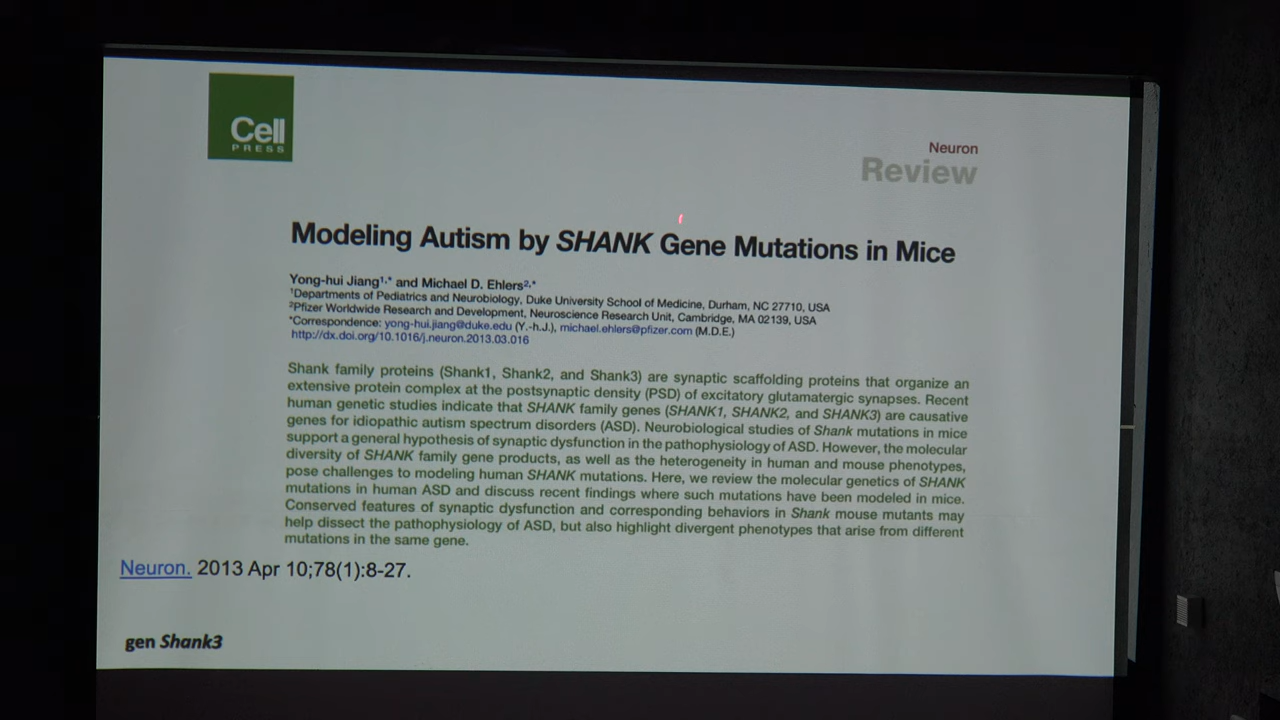 Cell
PRESS
Neuron
Review
Modeling Autism by SHANK Gene Mutations in Mice
Yong-hui Jiang1,* and Michael D. Ehlers2,*
1Departments of Pediatrics and Neurobiology, Duke University School of Medicine, Durham, NC 27710, USA
2Pfizer Worldwide Research and Development, Neuroscience Research Unit, Cambridge, MA 02139, USA
*Correspondence: yong-hui.jiang@duke.edu (Y.-h.J.), michael.ehlers@pfizer.com (M.D.E.)
http://dx.doi.org/10.1016/j.neuron.2013.03.016
Shank family proteins (Shank1, Shank2, and Shank3) are synaptic scaffolding proteins that organize an
extensive protein complex at the postsynaptic density (PSD) of excitatory glutamatergic synapses. Recent
human genetic studies indicate that SHANK family genes (SHANK1, SHANK2, and SHANK3) are causative
genes for idiopathic autism spectrum disorders (ASD). Neurobiological studies of Shank mutations in mice
support a general hypothesis of synaptic dysfunction in the pathophysiology of ASD. However, the molecular
diversity of SHANK family gene products, as well as the heterogeneity in human and mouse phenotypes,
pose challenges to modeling human SHANK mutations. Here, we review the molecular genetics of SHANK
mutations in human ASD and discuss recent findings where such mutations have been modeled in mice.
Conserved features of synaptic dysfunction and corresponding behaviors in Shank mouse mutants may
help dissect the pathophysiology of ASD, but also highlight divergent phenotypes that arise from different
mutations in the same gene.
Neuron. 2013 Apr 10;78(1):8-27.
gen Shank3